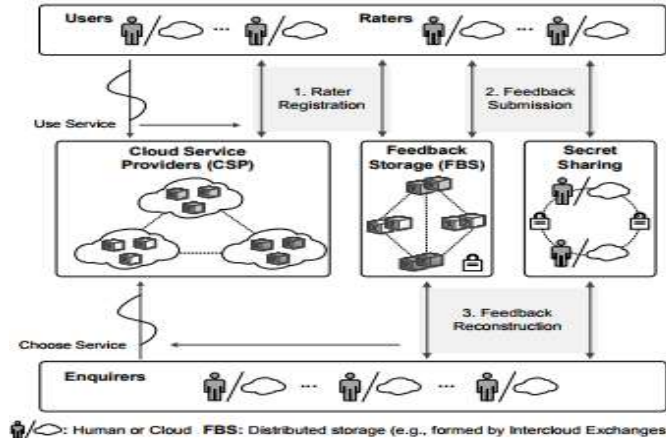 Users
...
Raters
...
1. Rater
Registration
2. Feedback
Submission
Use Service
Cloud Service
Providers (CSP)
Feedback
Storage (FBS)
Secret
Sharing
3. Feedback
Reconstruction
Choose Service
Enquirers
...
...
: Human or Cloud FBS: Distributed storage (e.g., formed by Intercloud Exchanges